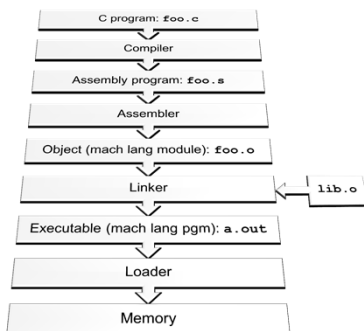 C program: foo.c
Compiler
Assembly program: foo.s
Assembler
Object (mach lang module): foo.o
Linker
lib.o
Executable (mach lang pgm): a.out
Loader
Memory